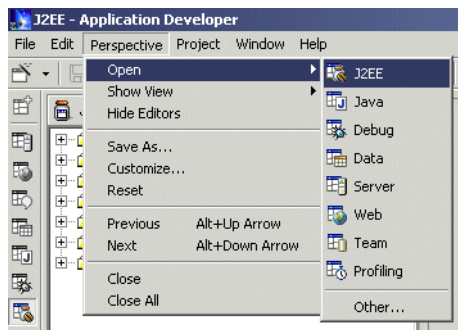 J2EE - Application Developer
File Edit Perspective Project Window Help
Open
Show View
Hide Editors
Save As...
Customize...
Reset
Previous Alt+Up Arrow
Next Alt+Down Arrow
Close
Close All
J2EE
Java
Debug
Data
Server
Web
Team
Profiling
Other...